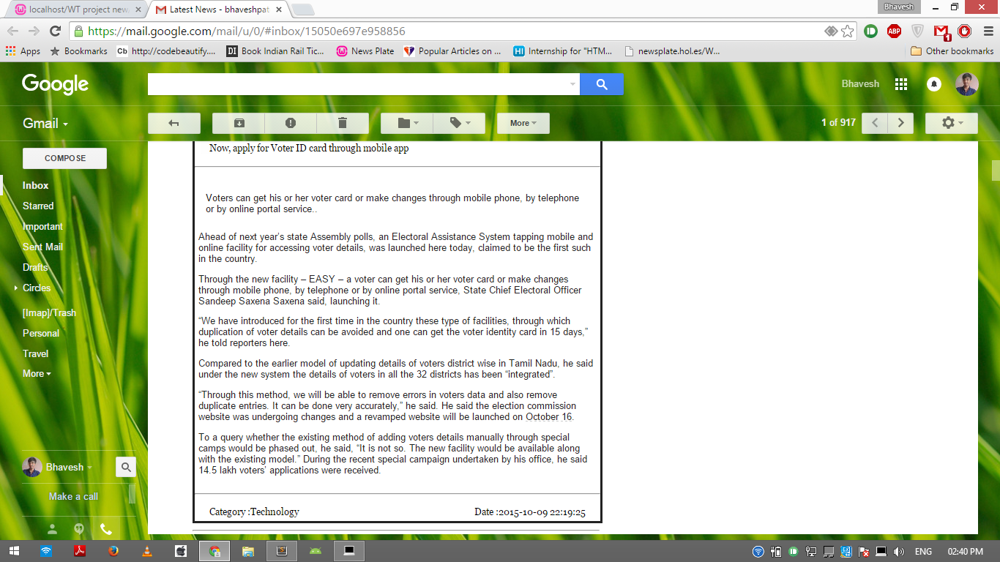 localhost/WT project new
Latest News - bhaveshpat
Bhavesh
https://mail.google.com/mail/u/0/#inbox/15050e697e958856
ABP
1
Apps
Bookmarks
Cb http://codebeautify....
DI Book Indian Rail Tic...
News Plate
Popular Articles on ...
HI Internship for "HTM...
newsplate.hol.es/W...
Other bookmarks
Google
Bhavesh
Gmail
More
1 of 917
COMPOSE
Inbox
Starred
Important
Sent Mail
Drafts
Circles
[Imap]/Trash
Personal
Travel
More
Bhavesh
Make a call
Now, apply for Voter ID card through mobile app
Voters can get his or her voter card or make changes through mobile phone, by telephone
or by online portal service..
Ahead of next year’s state Assembly polls, an Electoral Assistance System tapping mobile and
online facility for accessing voter details, was launched here today, claimed to be the first such
in the country.
Through the new facility – EASY – a voter can get his or her voter card or make changes
through mobile phone, by telephone or by online portal service, State Chief Electoral Officer
Sandeep Saxena Saxena said, launching it.
“We have introduced for the first time in the country these type of facilities, through which
duplication of voter details can be avoided and one can get the voter identity card in 15 days,”
he told reporters here.
Compared to the earlier model of updating details of voters district wise in Tamil Nadu, he said
under the new system the details of voters in all the 32 districts has been “integrated”.
“Through this method, we will be able to remove errors in voters data and also remove
duplicate entries. It can be done very accurately,” he said. He said the election commission
website was undergoing changes and a revamped website will be launched on October 16.
To a query whether the existing method of adding voters details manually through special
camps would be phased out, he said, “It is not so. The new facility would be available along
with the existing model.” During the recent special campaign undertaken by his office, he said
14.5 lakh voters’ applications were received.
Category :Technology
Date :2015-10-09 22:19:25
ENG
02:40 PM